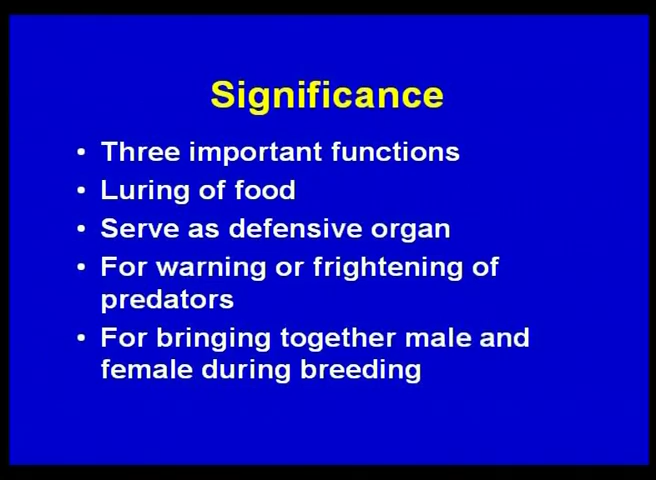 Significance
• Three important functions
• Luring of food
• Serve as defensive organ
• For warning or frightening of
predators
• For bringing together male and
female during breeding